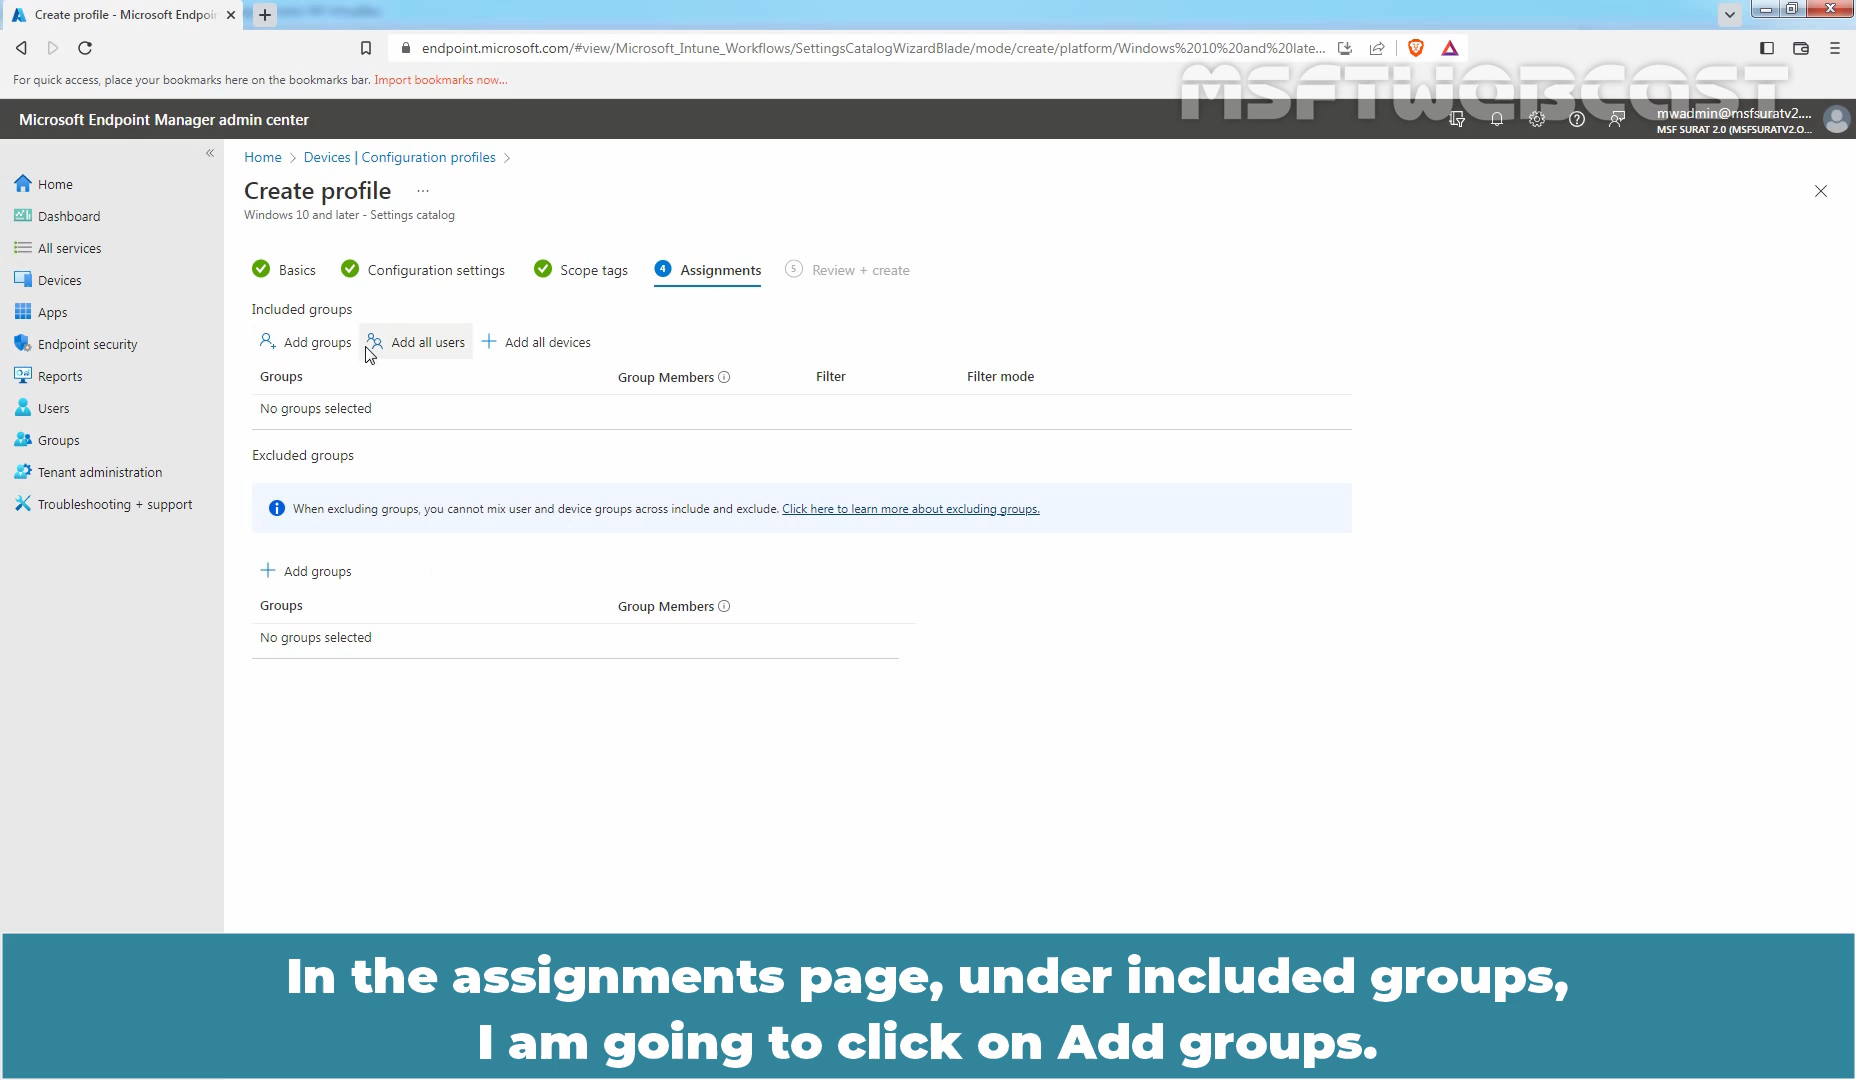 Create profile - Microsoft Endpoin
endpoint.microsoft.com/#view/Microsoft_Intune_Workflows/SettingsCatalogWizardBlade/mode/create/platform/Windows%2010%20and%20late...
For quick access, place your bookmarks here on the bookmarks bar. Import bookmarks now...
MSFTWEBCAST
Microsoft Endpoint Manager admin center
mwadmin@msfsuratv2....
MSF SURAT 2.0 (MSFSURATV2.O...
Home
Dashboard
All services
Devices
Apps
Endpoint security
Reports
Users
Groups
Tenant administration
Troubleshooting + support
Home > Devices | Configuration profiles >
Create profile ...
Windows 10 and later - Settings catalog
Basics Configuration settings Scope tags 4 Assignments 5 Review + create
Included groups
Add groups Add all users + Add all devices
Groups Group Members Filter Filter mode
No groups selected
Excluded groups
When excluding groups, you cannot mix user and device groups across include and exclude. Click here to learn more about excluding groups.
+ Add groups
Groups Group Members
No groups selected
In the assignments page, under included groups,
I am going to click on Add groups.